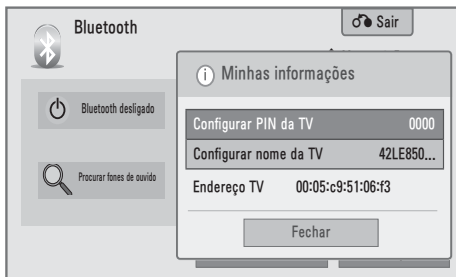 Bluetooth
Sair
Minhas informações
Bluetooth desligado
Configurar PIN da TV 0000
Configurar nome da TV 42LE850...
Procurar fones de ouvido
Endereço TV 00:05:c9:51:06:f3
Fechar